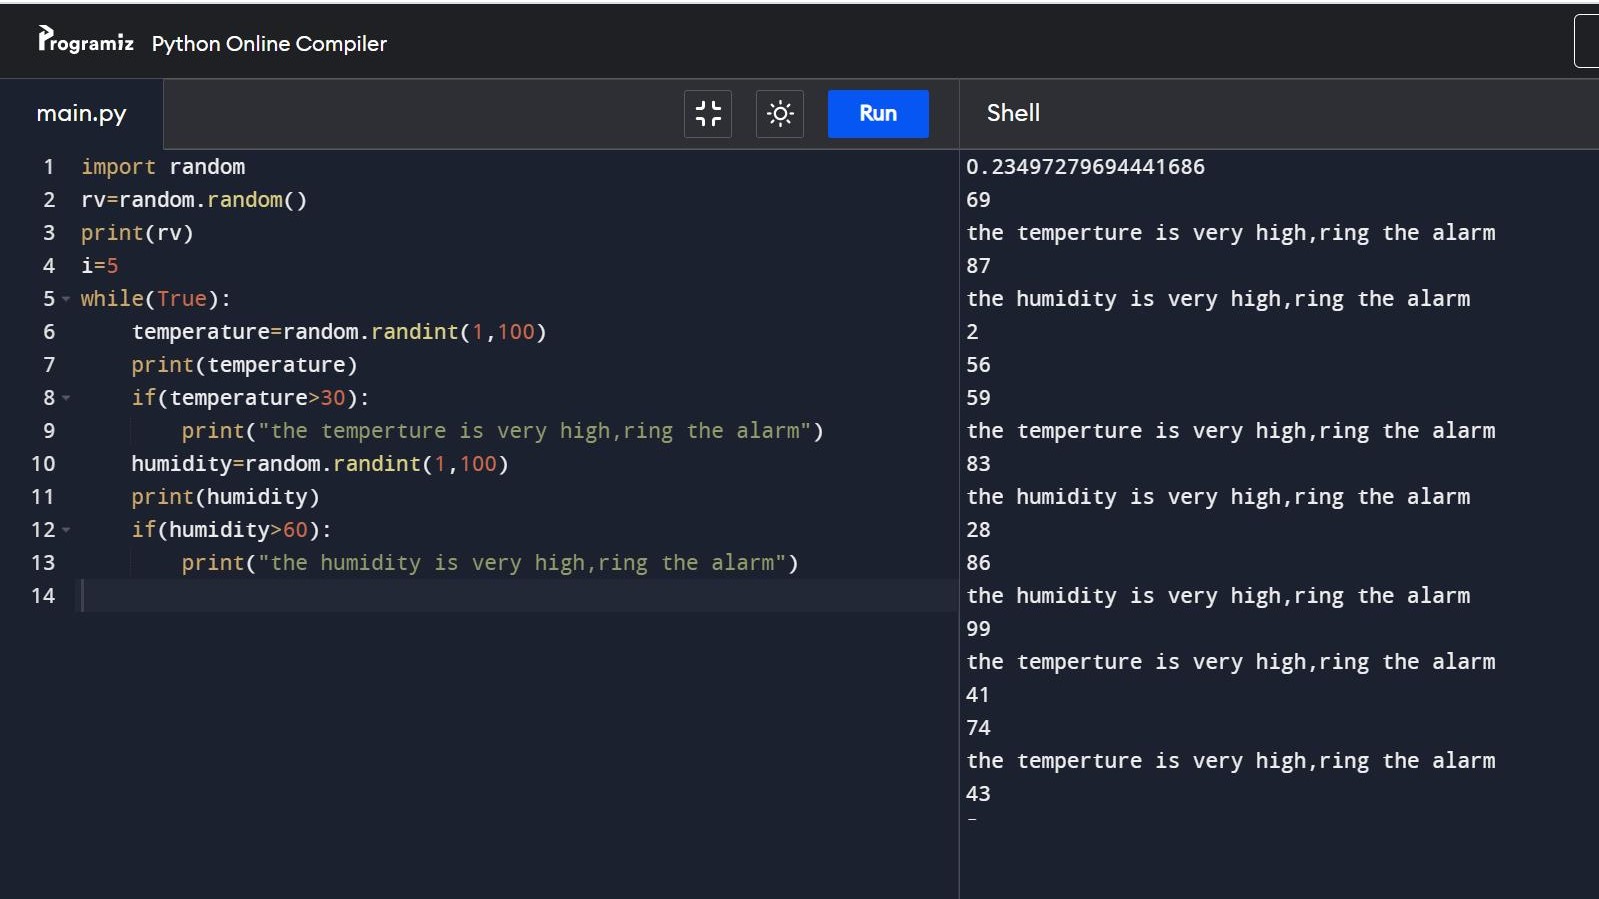 Programiz Python Online Compiler
main.py Run Shell
1 import random
2 rv=random.random()
3 print(rv)
4 i=5
5 while(True):
6 temperature=random.randint(1,100)
7 print(temperature)
8 if(temperature>30):
9 print("the temperture is very high,ring the alarm")
10 humidity=random.randint(1,100)
11 print(humidity)
12 if(humidity>60):
13 print("the humidity is very high,ring the alarm")
14
0.23497279694441686
69
the temperture is very high,ring the alarm
87
the humidity is very high,ring the alarm
2
56
59
the temperture is very high,ring the alarm
83
the humidity is very high,ring the alarm
28
86
the humidity is very high,ring the alarm
99
the temperture is very high,ring the alarm
41
74
the temperture is very high,ring the alarm
43